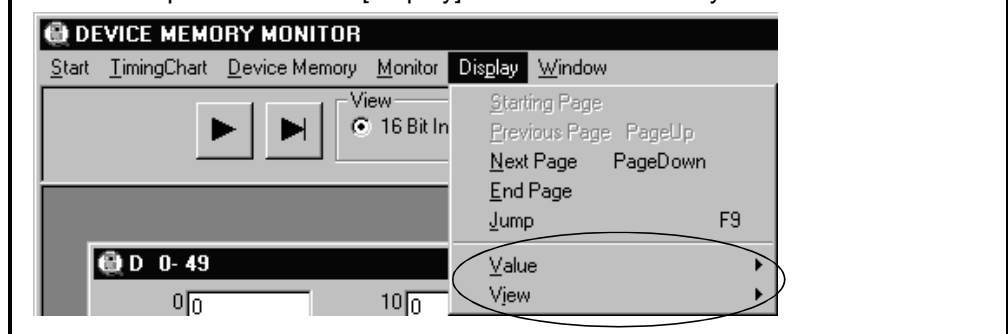 DEVICE MEMORY MONITOR
Start TimingChart Device Memory Monitor Display Window
View
16 Bit In
Starting Page
Previous Page PageUp
Next Page PageDown
End Page
Jump F9
Value
View
D 0- 49
0 0 10 0